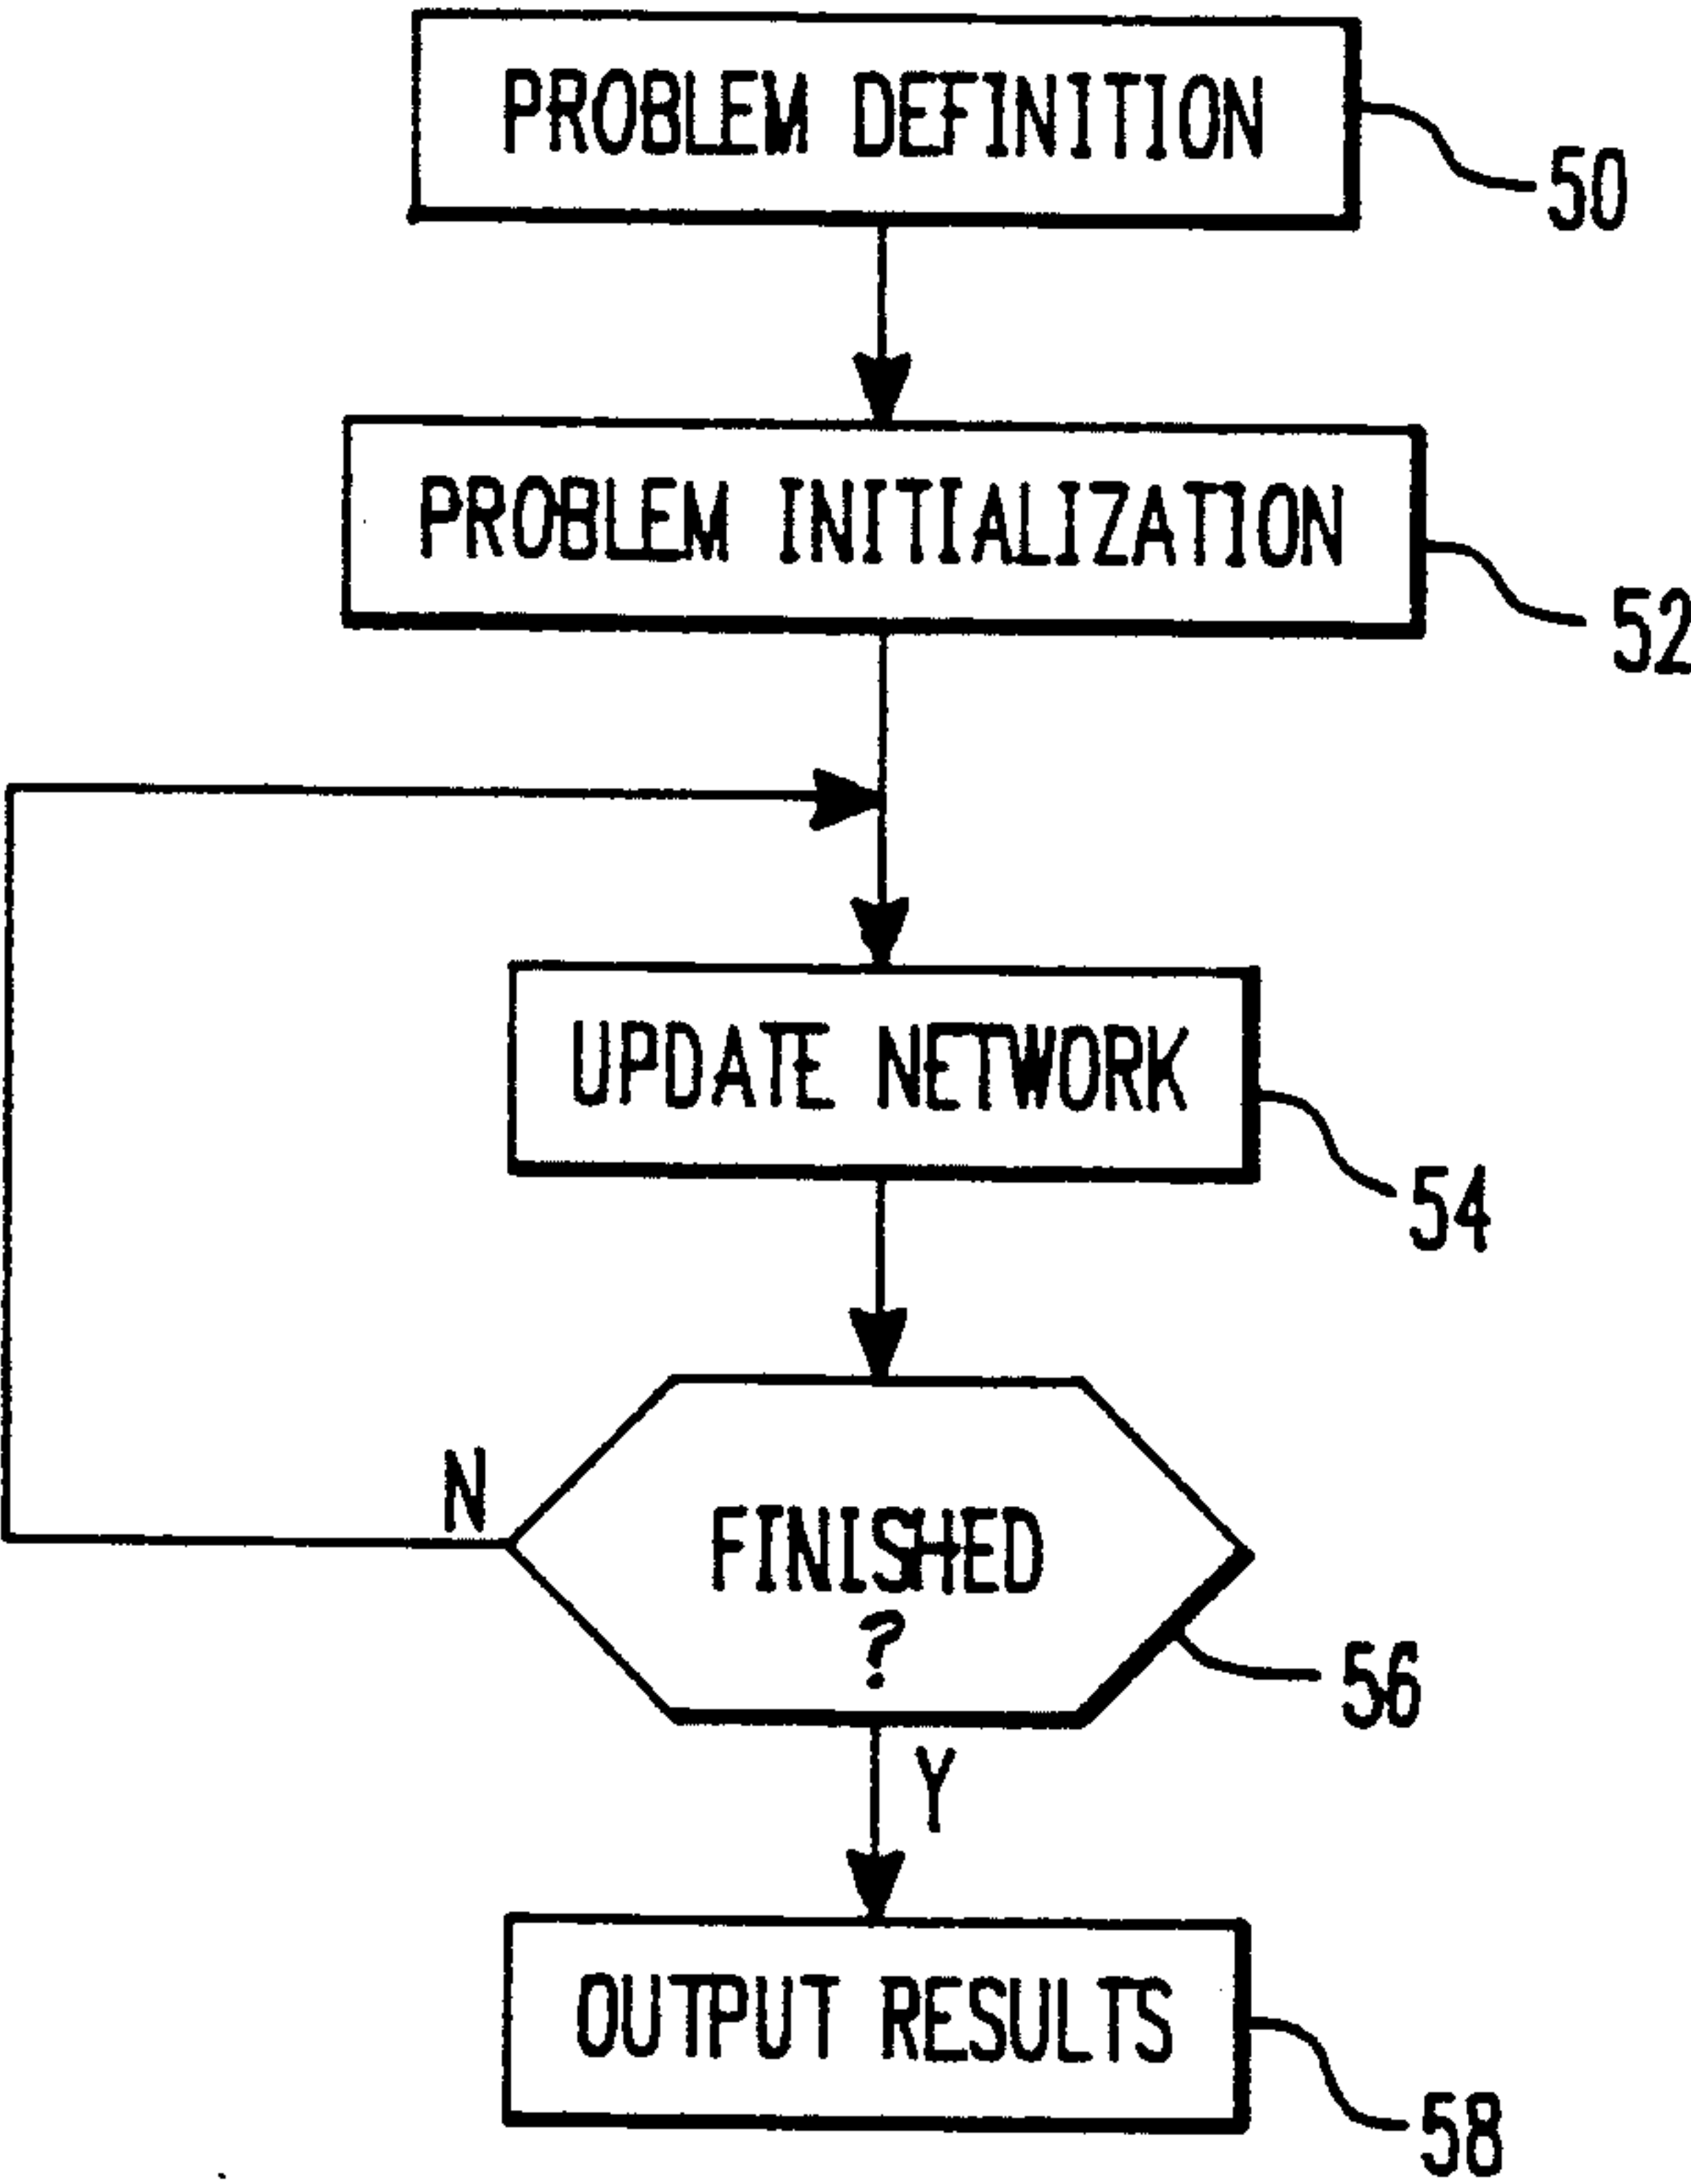 PROBLEM DEFINITION
50
PROBLEM INITIALIZATION
52
UPDATE NETWORK
54
N
FINISHED
?
56
Y
OUTPUT RESULTS
58